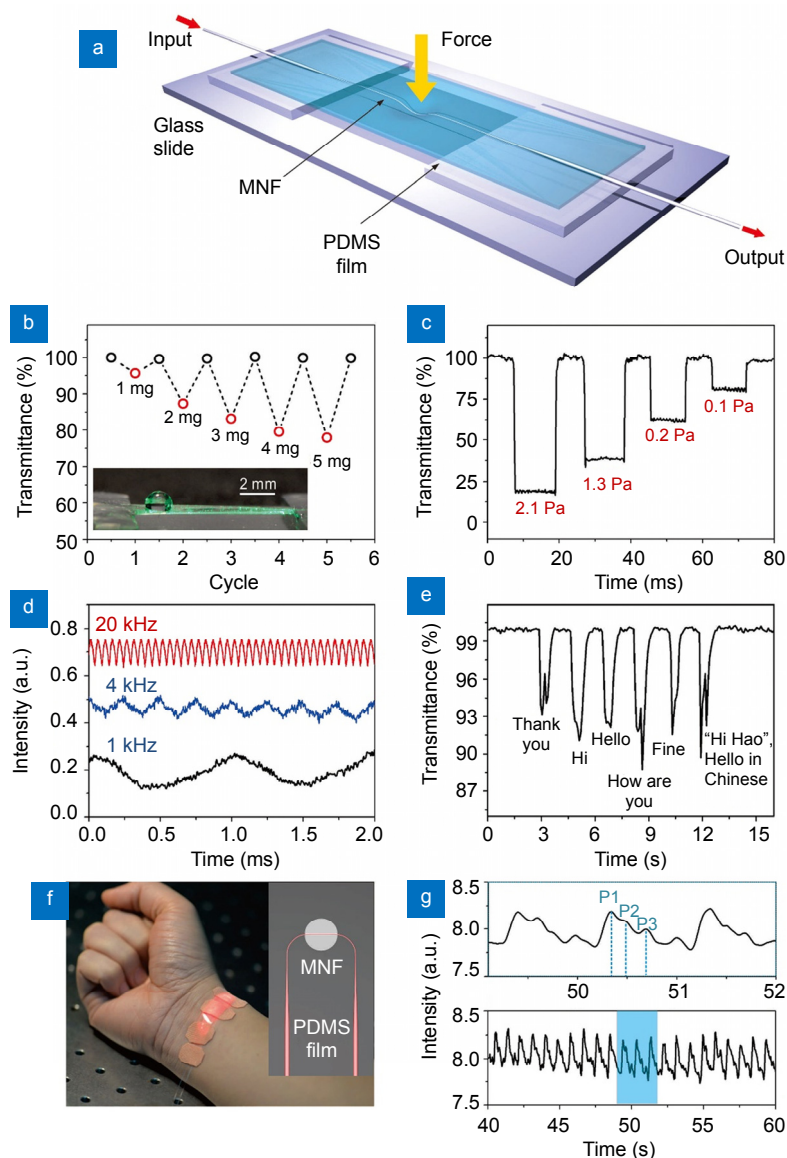 a
Input
Force
Glass
slide
MNF
PDMS
film
Output
b
Transmittance (%)
100
90
80
70
60
50
1 mg
2 mg
3 mg
4 mg
5 mg
2 mm
0 1 2 3 4 5 6
Cycle
c
Transmittance (%)
100
75
50
25
0
2.1 Pa
1.3 Pa
0.2 Pa
0.1 Pa
0 20 40 60 80
Time (ms)
d
Intensity (a.u.)
0.8
0.6
0.4
0.2
0.0
20 kHz
4 kHz
1 kHz
0.0 0.5 1.0 1.5 2.0
Time (ms)
e
Transmittance (%)
99
96
93
90
87
Thank
you
Hi
Hello
How are
you
Fine
“Hi Hao”,
Hello in
Chinese
0 3 6 9 12 15
Time (s)
f
MNF
PDMS
film
g
Intensity (a.u.)
8.5
8.0
7.5
P1
P2
P3
50 51 52
8.5
8.0
7.5
40 45 50 55 60
Time (s)